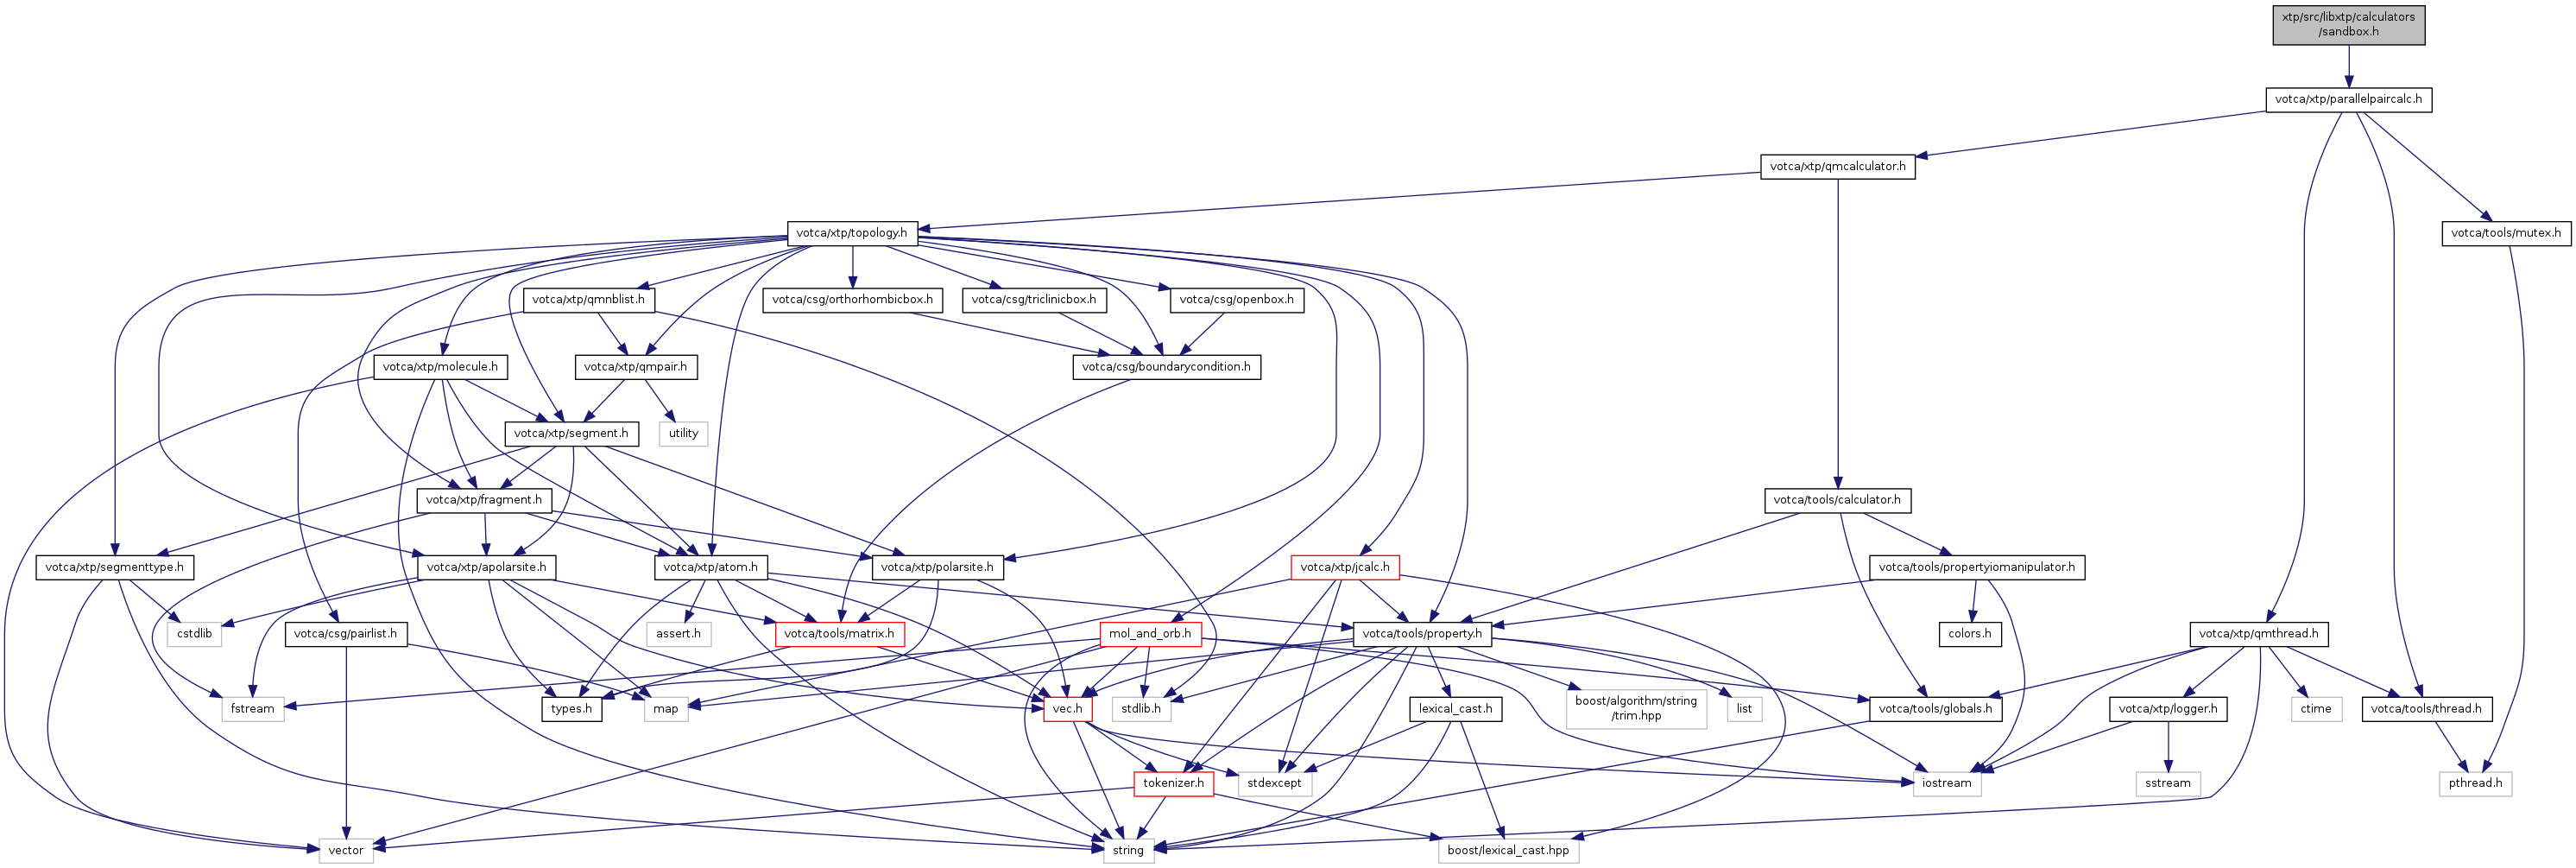 xtp/src/libxtp/calculators
/sandbox.h
votca/xtp/parallelpaircalc.h
votca/xtp/qmcalculator.h
votca/xtp/topology.h
votca/tools/mutex.h
votca/xtp/qmnblist.h
votca/csg/orthorhombicbox.h
votca/csg/triclinicbox.h
votca/csg/openbox.h
votca/xtp/molecule.h
votca/xtp/qmpair.h
votca/csg/boundarycondition.h
votca/xtp/segment.h
utility
votca/xtp/fragment.h
votca/tools/calculator.h
votca/xtp/segmenttype.h
votca/xtp/apolarsite.h
votca/xtp/atom.h
votca/xtp/polarsite.h
votca/xtp/jcalc.h
votca/tools/propertyiomanipulator.h
cstdlib
votca/csg/pairlist.h
assert.h
votca/tools/matrix.h
mol_and_orb.h
votca/tools/property.h
colors.h
votca/xtp/qmthread.h
fstream
types.h
map
vec.h
stdlib.h
lexical_cast.h
boost/algorithm/string
/trim.hpp
list
votca/tools/globals.h
votca/xtp/logger.h
ctime
votca/tools/thread.h
tokenizer.h
stdexcept
iostream
sstream
pthread.h
vector
string
boost/lexical_cast.hpp